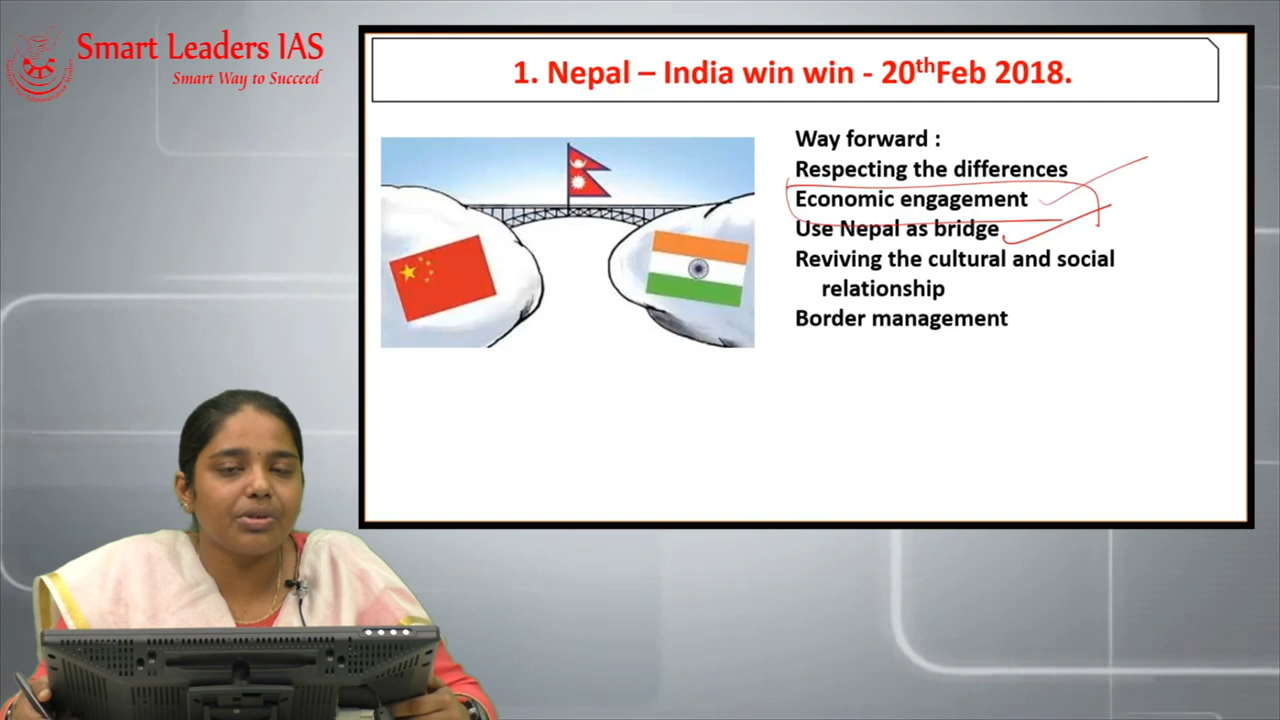 Smart Leaders IAS
Smart Way to Succeed
1. Nepal – India win win - 20thFeb 2018.
Way forward :
Respecting the differences
Economic engagement
Use Nepal as bridge
Reviving the cultural and social
relationship
Border management